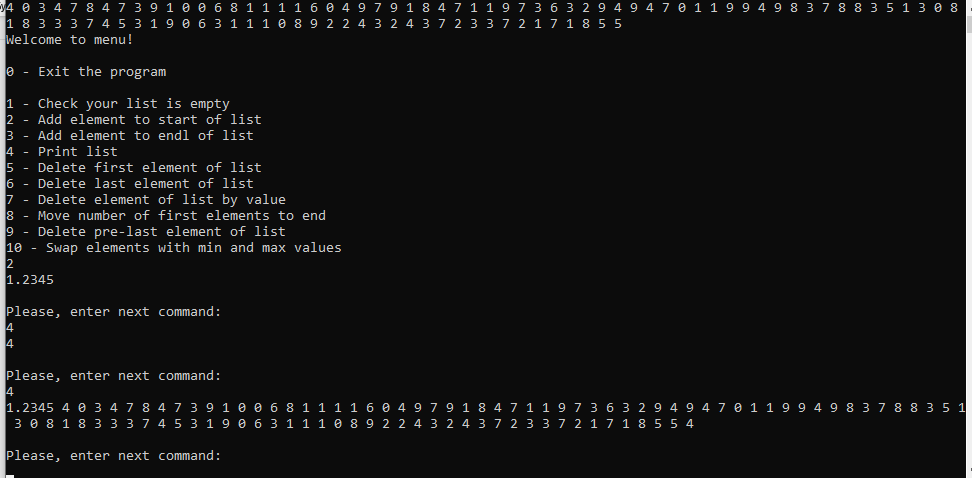 4 0 3 4 7 8 4 7 3 9 1 0 0 6 8 1 1 1 1 6 0 4 9 7 9 1 8 4 7 1 1 9 7 3 6 3 2 9 4 9 4 7 0 1 1 9 9 4 9 8 3 7 8 8 3 5 1 3 0 8
1 8 3 3 3 7 4 5 3 1 9 0 6 3 1 1 1 0 8 9 2 2 4 3 2 4 3 7 2 3 3 7 2 1 7 1 8 5 5
Welcome to menu!
0 - Exit the program
1 - Check your list is empty
2 - Add element to start of list
3 - Add element to endl of list
4 - Print list
5 - Delete first element of list
6 - Delete last element of list
7 - Delete element of list by value
8 - Move number of first elements to end
9 - Delete pre-last element of list
10 - Swap elements with min and max values
2
1.2345
Please, enter next command:
4
4
Please, enter next command:
4
1.2345 4 0 3 4 7 8 4 7 3 9 1 0 0 6 8 1 1 1 1 6 0 4 9 7 9 1 8 4 7 1 1 9 7 3 6 3 2 9 4 9 4 7 0 1 1 9 9 4 9 8 3 7 8 8 3 5 1
3 0 8 1 8 3 3 3 7 4 5 3 1 9 0 6 3 1 1 1 0 8 9 2 2 4 3 2 4 3 7 2 3 3 7 2 1 7 1 8 5 5 4
Please, enter next command: